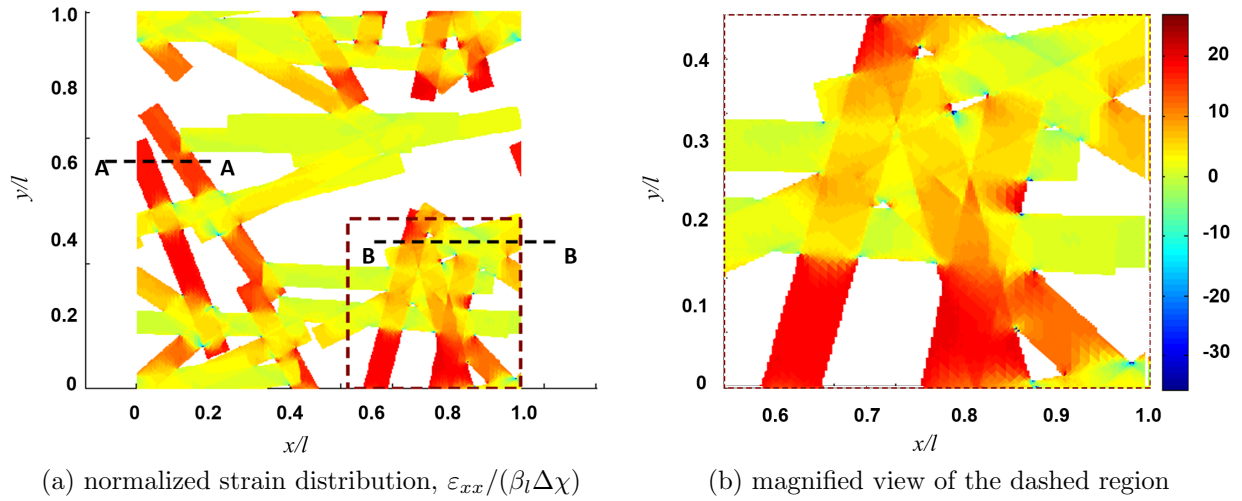 1.0
0.8
0.6
0.4
0.2
0
y/l
A
A
B
B
0
0.2
0.4
0.6
0.8
1.0
x/l
(a) normalized strain distribution, εxx/(βlΔχ)
0.4
0.3
0.2
0.1
0
y/l
0.6
0.7
0.8
0.9
1.0
x/l
20
10
0
-10
-20
-30
(b) magnified view of the dashed region